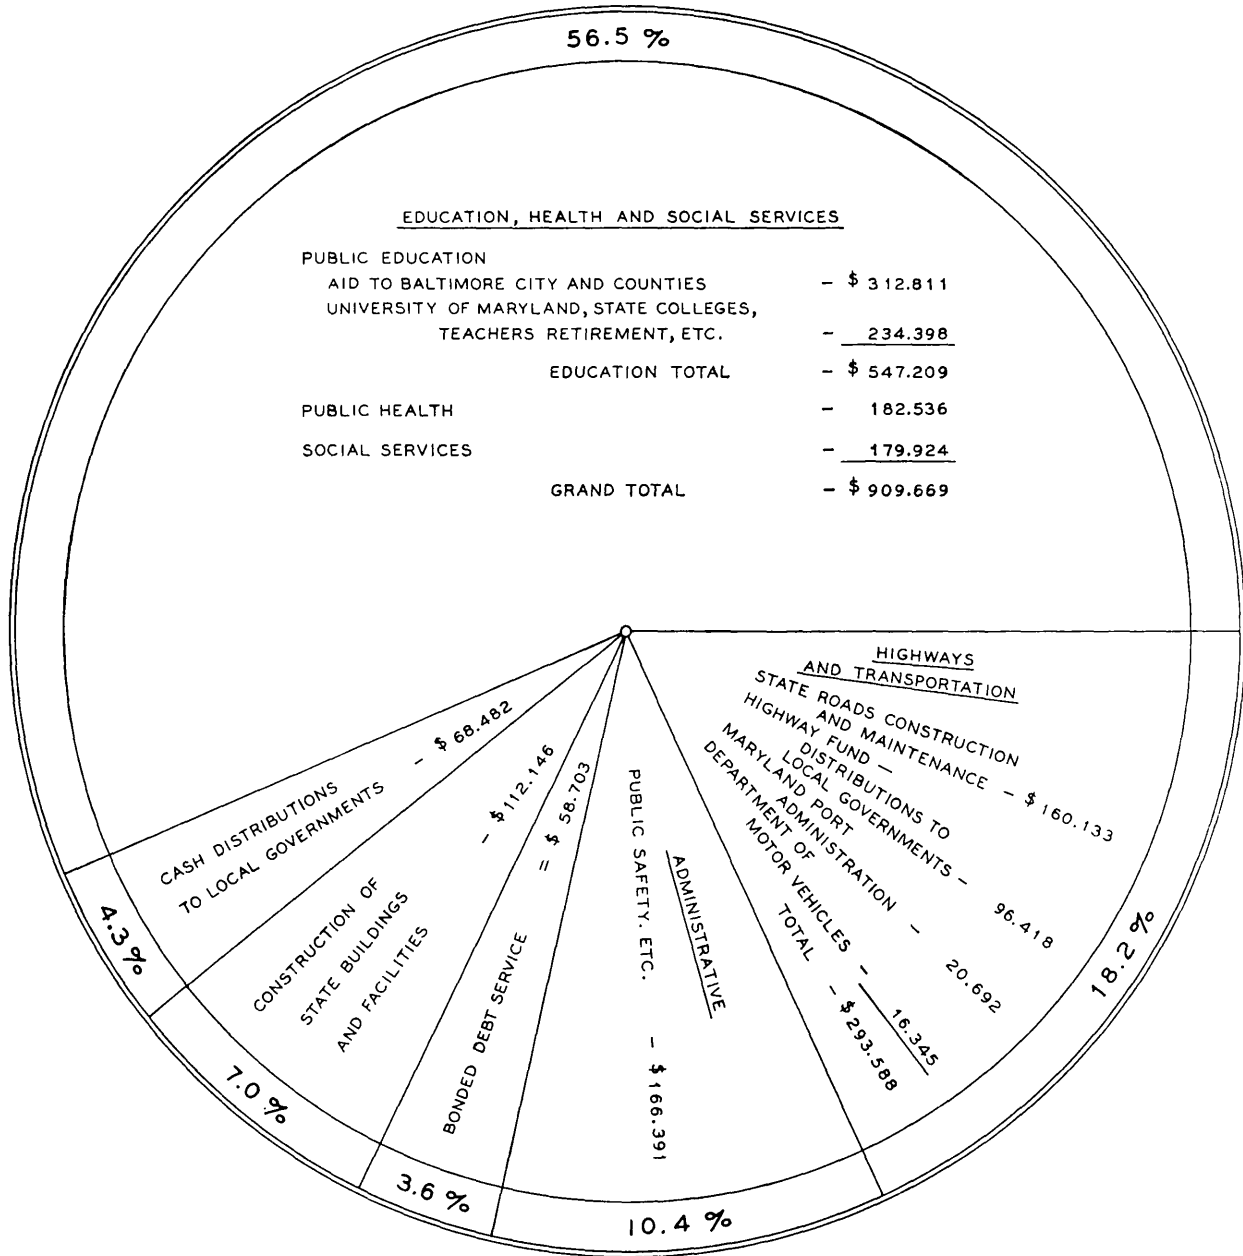 56.5 %
EDUCATION, HEALTH AND SOCIAL SERVICES
PUBLIC EDUCATION
AID TO BALTIMORE CITY AND COUNTIES – $ 312.811
UNIVERSITY OF MARYLAND, STATE COLLEGES,
TEACHERS RETIREMENT, ETC. – 234.398
EDUCATION TOTAL – $ 547.209
PUBLIC HEALTH – 182.536
SOCIAL SERVICES – 179.924
GRAND TOTAL – $ 909.669
HIGHWAYS
AND TRANSPORTATION
STATE ROADS CONSTRUCTION
AND MAINTENANCE – $ 160.133
HIGHWAY FUND –
DISTRIBUTIONS TO
LOCAL GOVERNMENTS – 96.418
MARYLAND PORT
ADMINISTRATION – 20.692
DEPARTMENT OF
MOTOR VEHICLES – 16.345
TOTAL – $ 293.588
18.2 %
ADMINISTRATIVE
PUBLIC SAFETY. ETC. – $ 166.391
10.4 %
BONDED DEBT SERVICE = $ 58.703
3.6 %
CONSTRUCTION OF – $ 112.146
STATE BUILDINGS
AND FACILITIES
7.0 %
CASH DISTRIBUTIONS – $ 68.482
TO LOCAL GOVERNMENTS
4.3 %